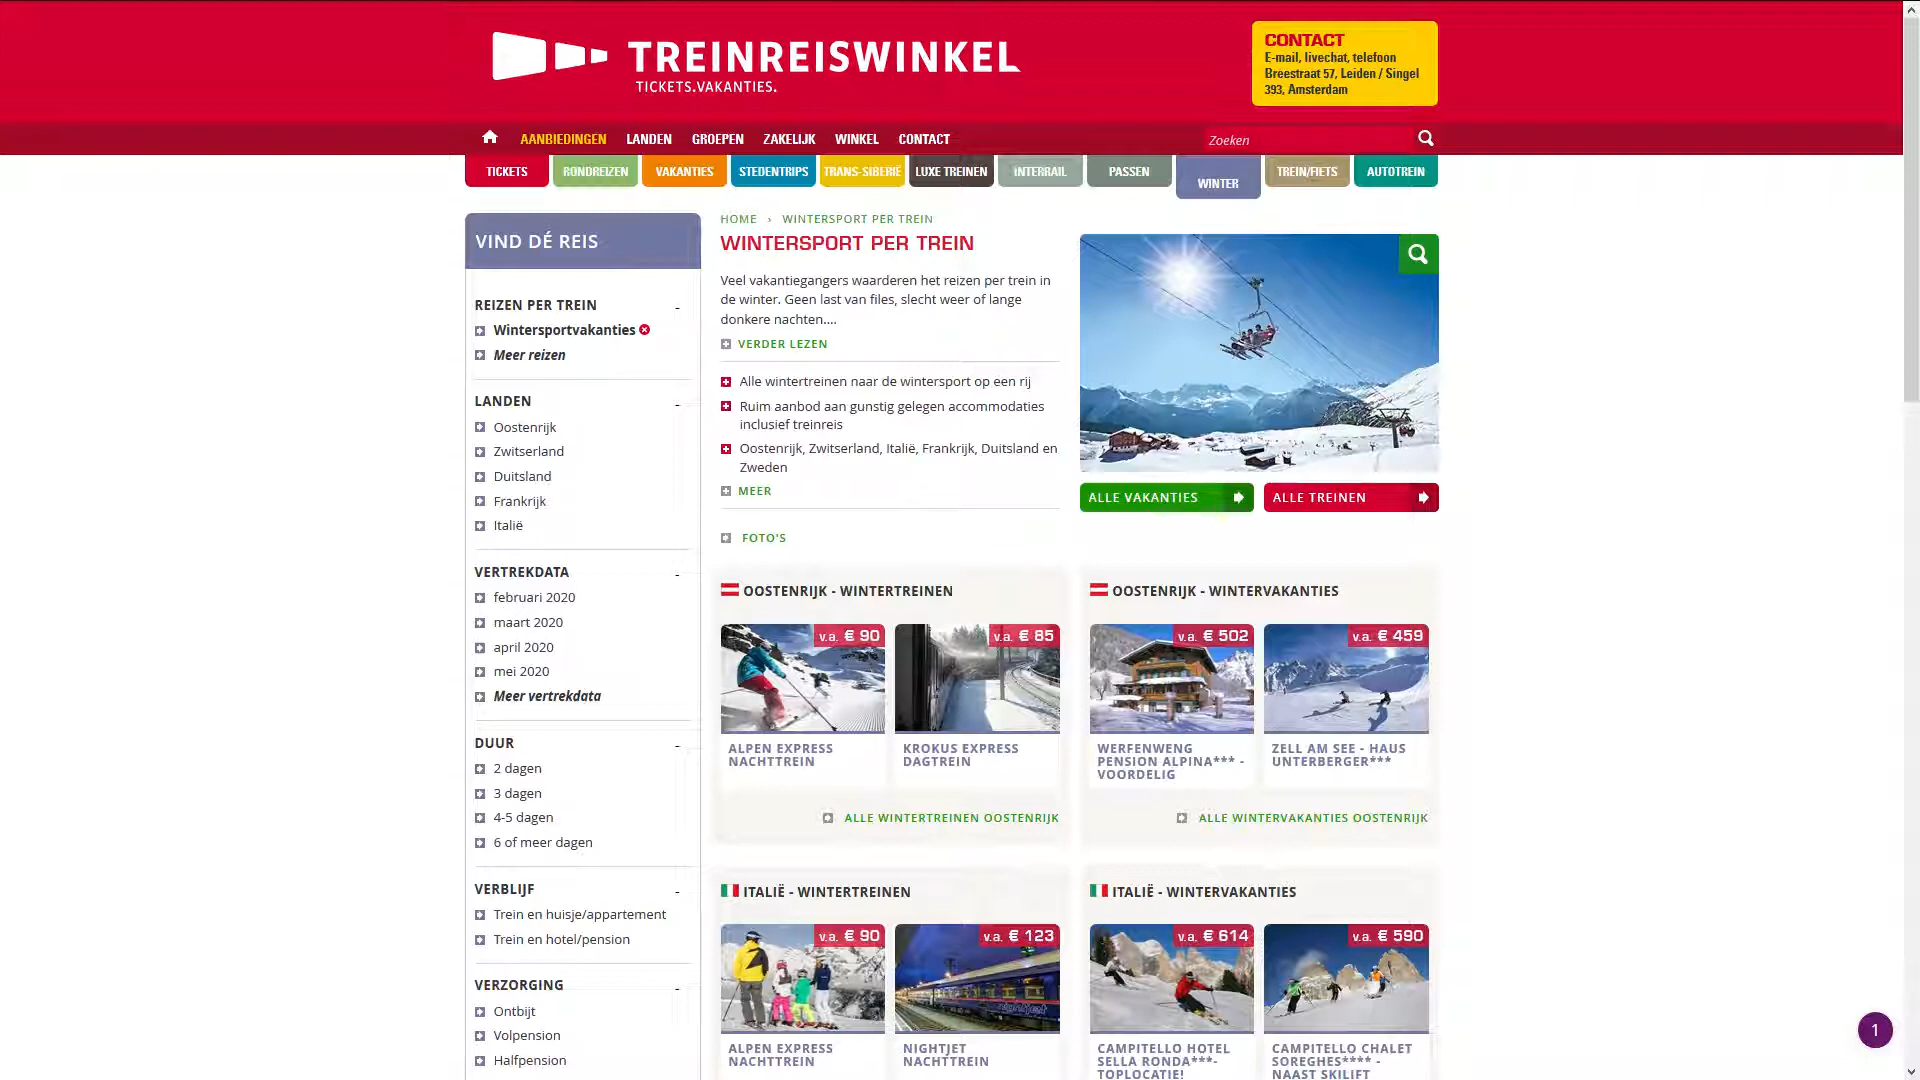 TREINREISWINKEL
TICKETS.VAKANTIES.
CONTACT
E-mail, livechat, telefoon
Breestraat 57, Leiden / Singel
393, Amsterdam
AANBIEDINGEN LANDEN GROEPEN ZAKELIJK WINKEL CONTACT
Zoeken
TICKETS RONDREIZEN VAKANTIES STEDENTRIPS TRANS-SIBERIE LUXE TREINEN INTERRAIL PASSEN WINTER TREIN/FIETS AUTOTREIN
VIND DÉ REIS
REIZEN PER TREIN -
Wintersportvakanties
Meer reizen
LANDEN -
Oostenrijk
Zwitserland
Duitsland
Frankrijk
Italië
VERTREKDATA -
februari 2020
maart 2020
april 2020
mei 2020
Meer vertrekdata
DUUR -
2 dagen
3 dagen
4-5 dagen
6 of meer dagen
VERBLIJF -
Trein en huisje/appartement
Trein en hotel/pension
VERZORGING -
Ontbijt
Volpension
Halfpension
HOME › WINTERSPORT PER TREIN
WINTERSPORT PER TREIN
Veel vakantiegangers waarderen het reizen per trein in
de winter. Geen last van files, slecht weer of lange
donkere nachten....
VERDER LEZEN
Alle wintertreinen naar de wintersport op een rij
Ruim aanbod aan gunstig gelegen accommodaties
inclusief treinreis
Oostenrijk, Zwitserland, Italië, Frankrijk, Duitsland en
Zweden
MEER
FOTO'S
ALLE VAKANTIES
ALLE TREINEN
OOSTENRIJK - WINTERTREINEN
v.a. € 90
ALPEN EXPRESS
NACHTTREIN
v.a. € 85
KROKUS EXPRESS
DAGTREIN
ALLE WINTERTREINEN OOSTENRIJK
OOSTENRIJK - WINTERVAKANTIES
v.a. € 502
WERFENWENG
PENSION ALPINA*** -
VOORDELIG
v.a. € 459
ZELL AM SEE - HAUS
UNTERBERGER***
ALLE WINTERVAKANTIES OOSTENRIJK
ITALIË - WINTERTREINEN
v.a. € 90
ALPEN EXPRESS
NACHTTREIN
v.a. € 123
nightjet
NIGHTJET
NACHTTREIN
ITALIË - WINTERVAKANTIES
v.a. € 614
CAMPITELLO HOTEL
SELLA RONDA***-
TOPLOCATIE!
v.a. € 590
CAMPITELLO CHALET
SOREGHES**** -
NAAST SKILIFT
1